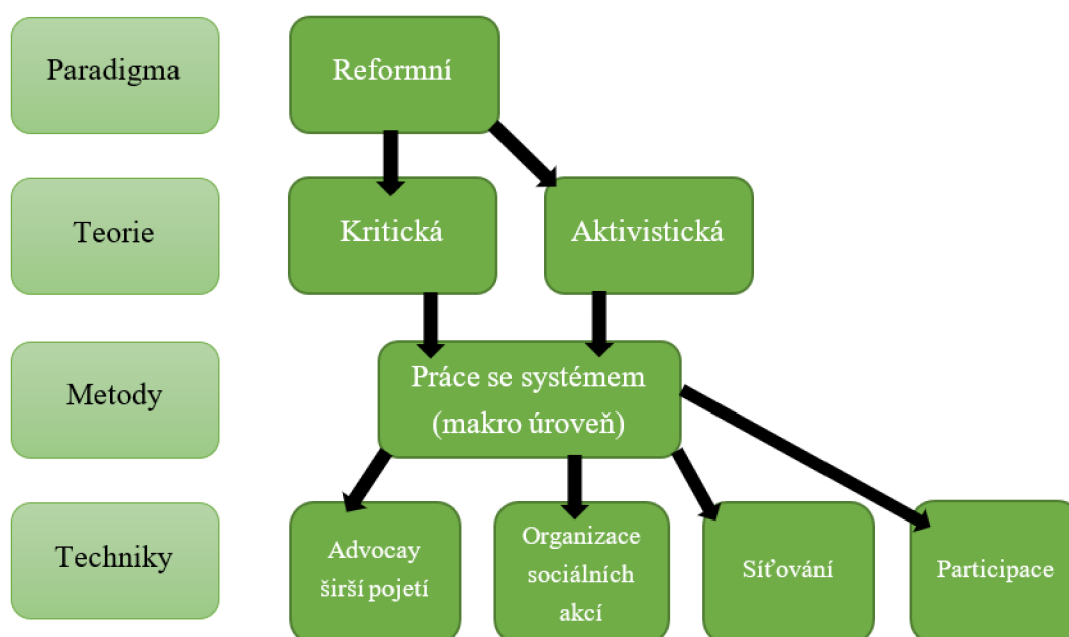 Paradigma
Reformní
Teorie
Kritická
Aktivistická
Metody
Práce se systémem
(makro úroveň)
Techniky
Advocay
širší pojetí
Organizace
sociálních
akcí
Síťování
Participace